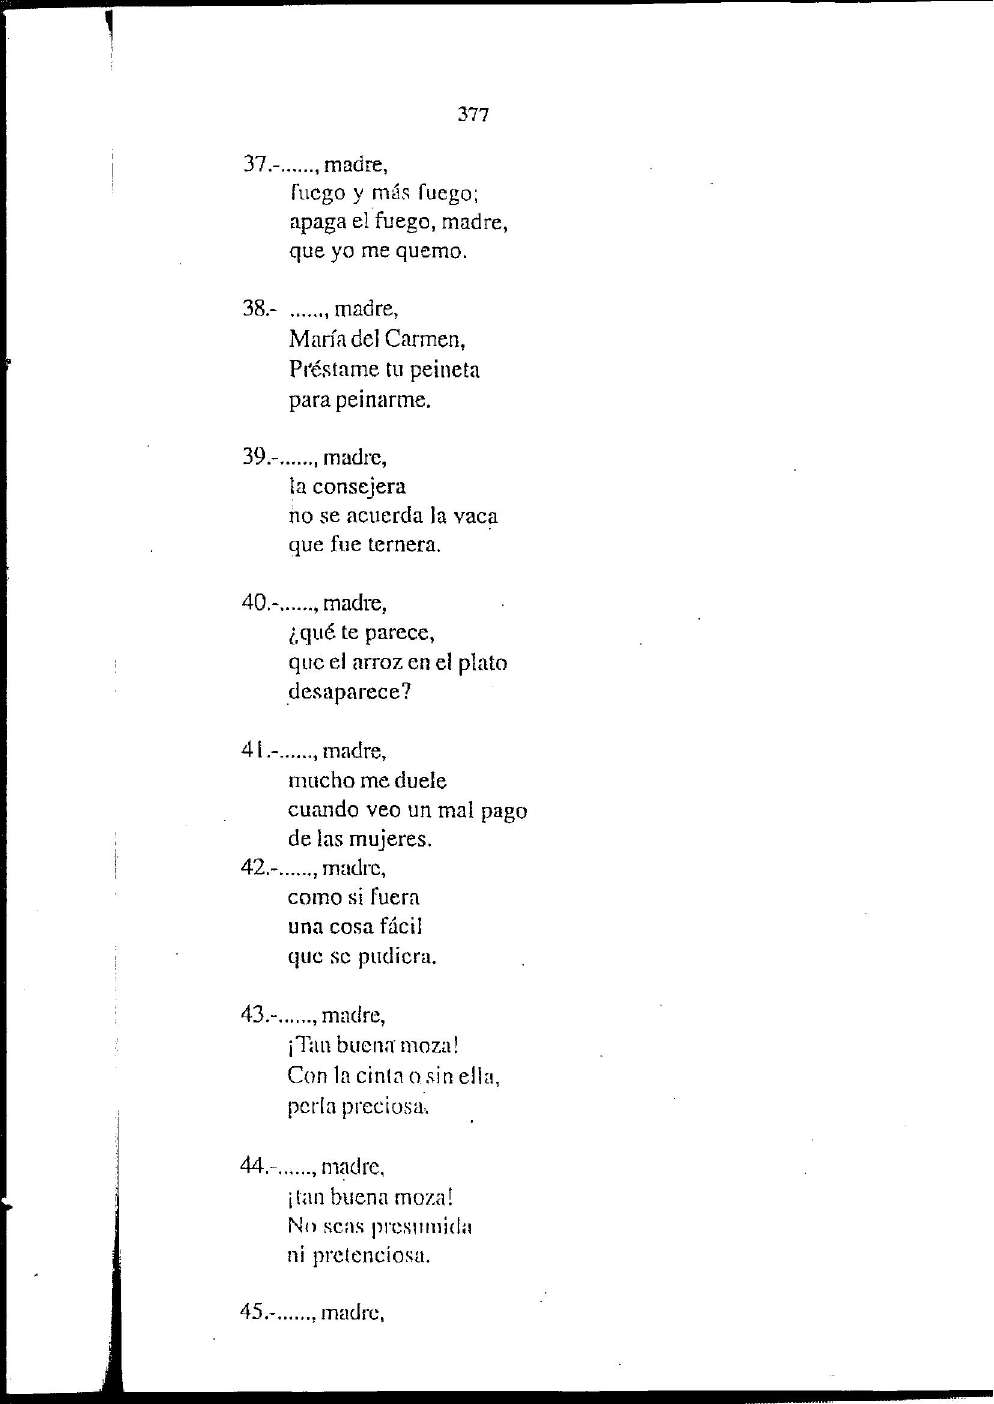 377
37.-......, madre,
fuego y más fuego;
apaga el fuego, madre,
que yo me quemo.
38.- ......, madre,
María del Carmen,
Préstame tu peineta
para peinarme.
39.-......, madre,
la consejera
no se acuerda la vaca
que fue ternera.
40.-......, madre,
¿qué te parece,
que el arroz en el plato
desaparece?
41.-......, madre,
mucho me duele
cuando veo un mal pago
de las mujeres.
42.-......, madre,
como si fuera
una cosa fácil
que se pudiera.
43.-......, madre,
¡Tan buena moza!
Con la cinta o sin ella,
perla preciosa.
44.-......, madre,
¡tan buena moza!
No seas presumida
ni pretenciosa.
45.-......, madre,